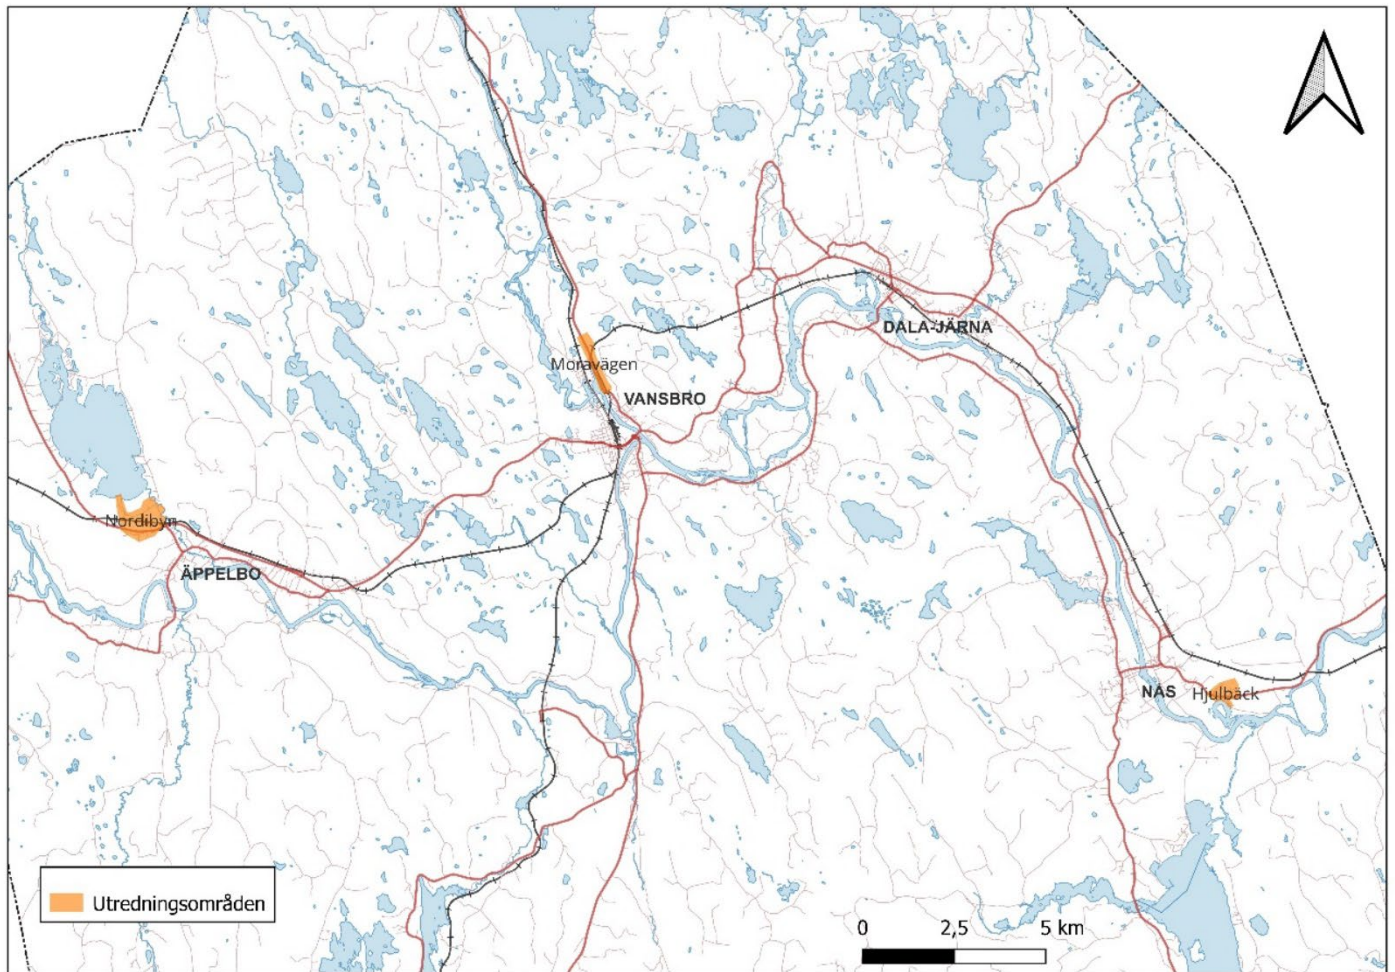 DALA-JÄRNA
Moravägen
VANSBRO
Nordibyn
ÄPPELBO
NÅS
Hjulbäck
Utredningsområden
0 2,5 5 km